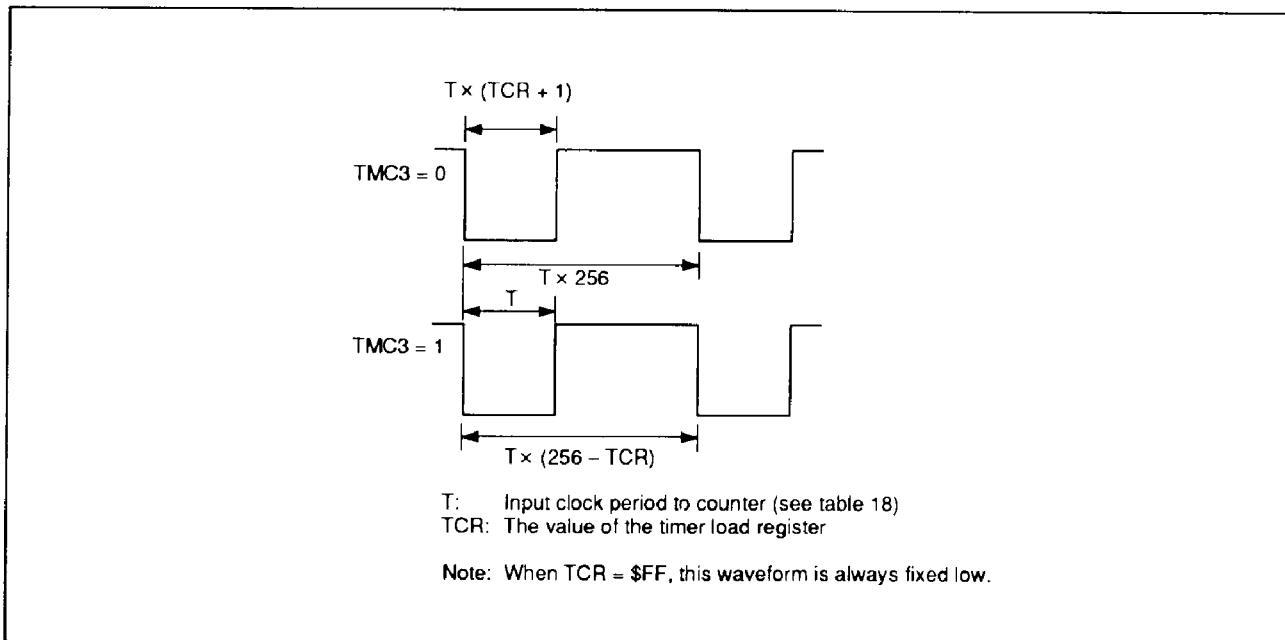 T × (TCR + 1)
TMC3 = 0
T × 256
T
TMC3 = 1
T × (256 – TCR)
T: Input clock period to counter (see table 18)
TCR: The value of the timer load register
Note: When TCR = $FF, this waveform is always fixed low.